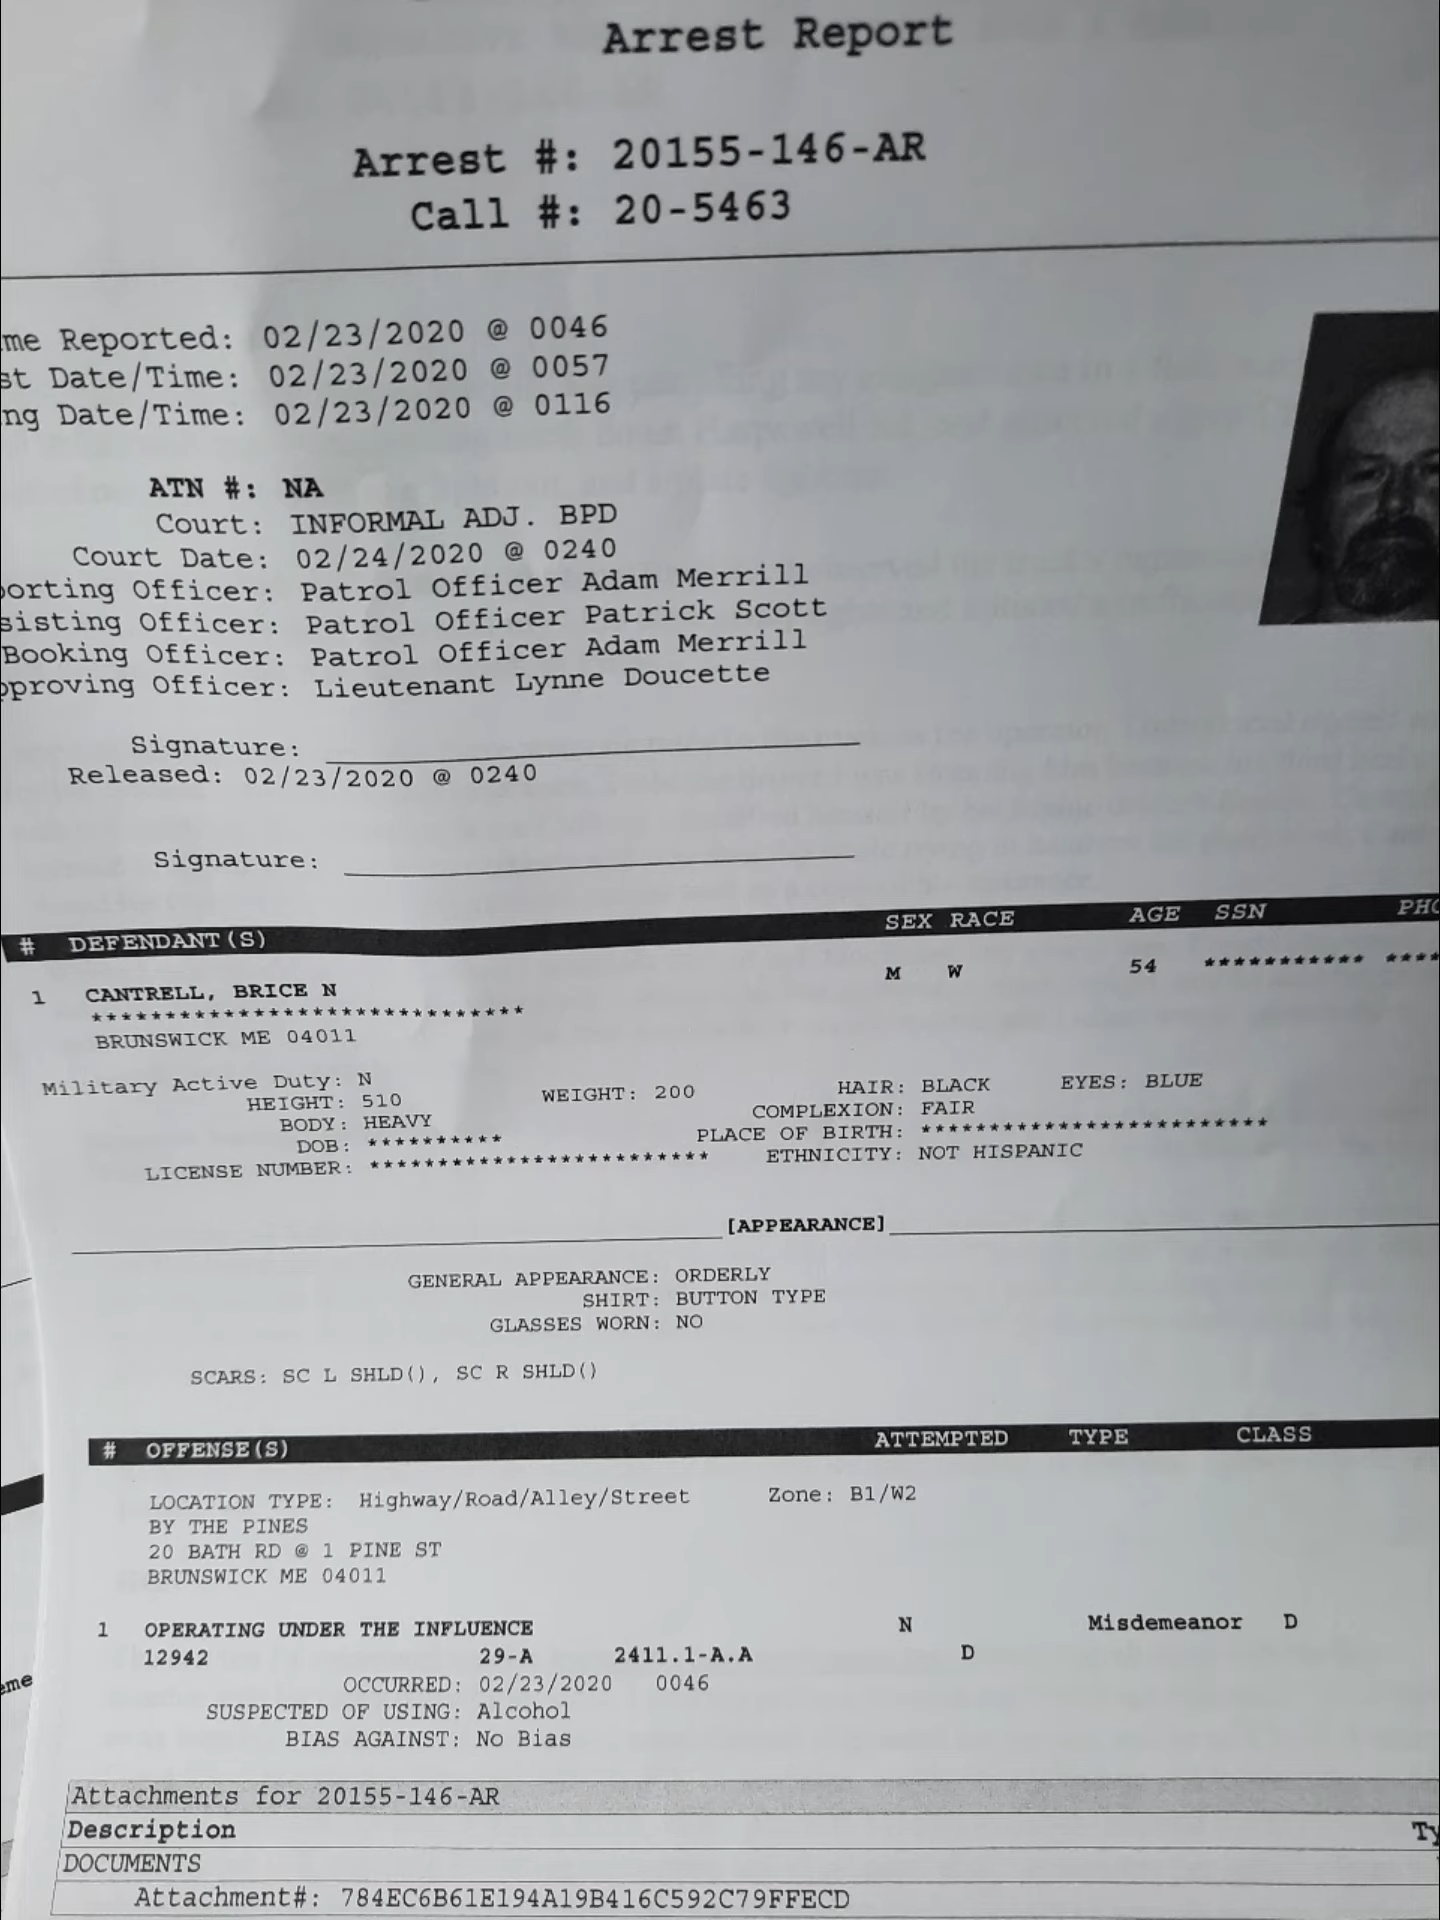 Arrest Report
Arrest #: 20155-146-AR
Call #: 20-5463
me Reported: 02/23/2020 @ 0046
st Date/Time: 02/23/2020 @ 0057
ng Date/Time: 02/23/2020 @ 0116
ATN #: NA
Court: INFORMAL ADJ. BPD
Court Date: 02/24/2020 @ 0240
porting Officer: Patrol Officer Adam Merrill
sisting Officer: Patrol Officer Patrick Scott
Booking Officer: Patrol Officer Adam Merrill
pproving Officer: Lieutenant Lynne Doucette
Signature:
Released: 02/23/2020 @ 0240
Signature:
# DEFENDANT(S) SEX RACE AGE SSN PHO
1 CANTRELL, BRICE N M W 54 *********** ****
******************************
BRUNSWICK ME 04011
Military Active Duty: N
HEIGHT: 510 WEIGHT: 200 HAIR: BLACK EYES: BLUE
BODY: HEAVY COMPLEXION: FAIR
DOB: ********** PLACE OF BIRTH: **************************
LICENSE NUMBER: ************************* ETHNICITY: NOT HISPANIC
[APPEARANCE]
GENERAL APPEARANCE: ORDERLY
SHIRT: BUTTON TYPE
GLASSES WORN: NO
SCARS: SC L SHLD(), SC R SHLD()
# OFFENSE(S) ATTEMPTED TYPE CLASS
LOCATION TYPE: Highway/Road/Alley/Street Zone: B1/W2
BY THE PINES
20 BATH RD @ 1 PINE ST
BRUNSWICK ME 04011
1 OPERATING UNDER THE INFLUENCE N Misdemeanor D
12942 29-A 2411.1-A.A D
OCCURRED: 02/23/2020 0046
SUSPECTED OF USING: Alcohol
BIAS AGAINST: No Bias
Attachments for 20155-146-AR
Description Ty
DOCUMENTS
Attachment#: 784EC6B61E194A19B416C592C79FFECD